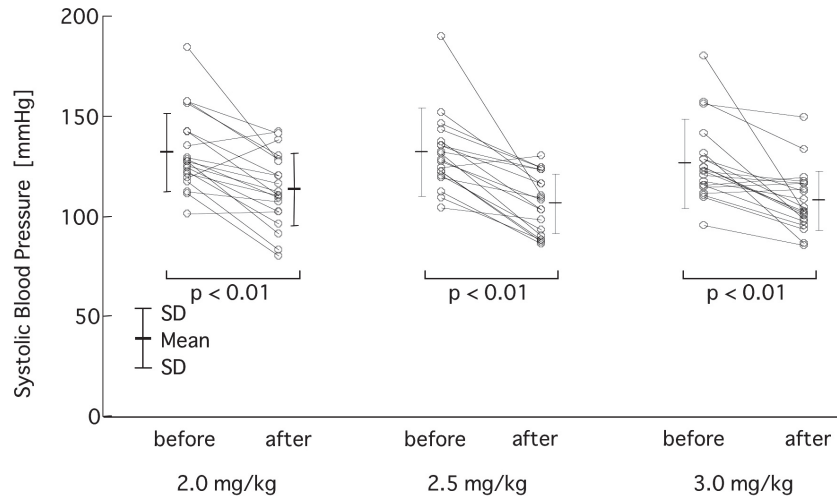 Systolic Blood Pressure [mmHg]
200
150
100
50
0
p < 0.01
p < 0.01
p < 0.01
SD
Mean
SD
before after before after before after
2.0 mg/kg 2.5 mg/kg 3.0 mg/kg